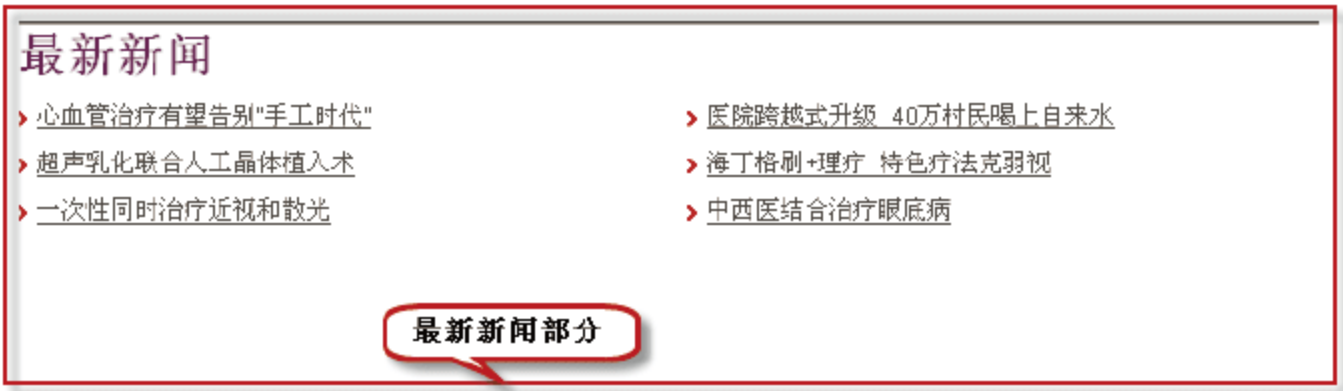 最新新闻
心血管治疗有望告别"手工时代"
医院跨越式升级 40万村民喝上自来水
超声乳化联合人工晶体植入术
海丁格刷+理疗 特色疗法克弱视
一次性同时治疗近视和散光
中西医结合治疗眼底病
最新新闻部分